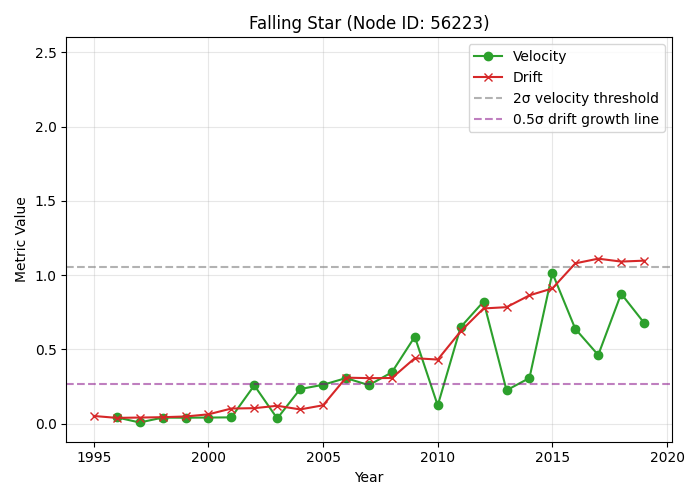 Falling Star (Node ID: 56223)
Velocity
Drift
2σ velocity threshold
0.5σ drift growth line
Metric Value
2.5
2.0
1.5
1.0
0.5
0.0
1995
2000
2005
2010
2015
2020
Year